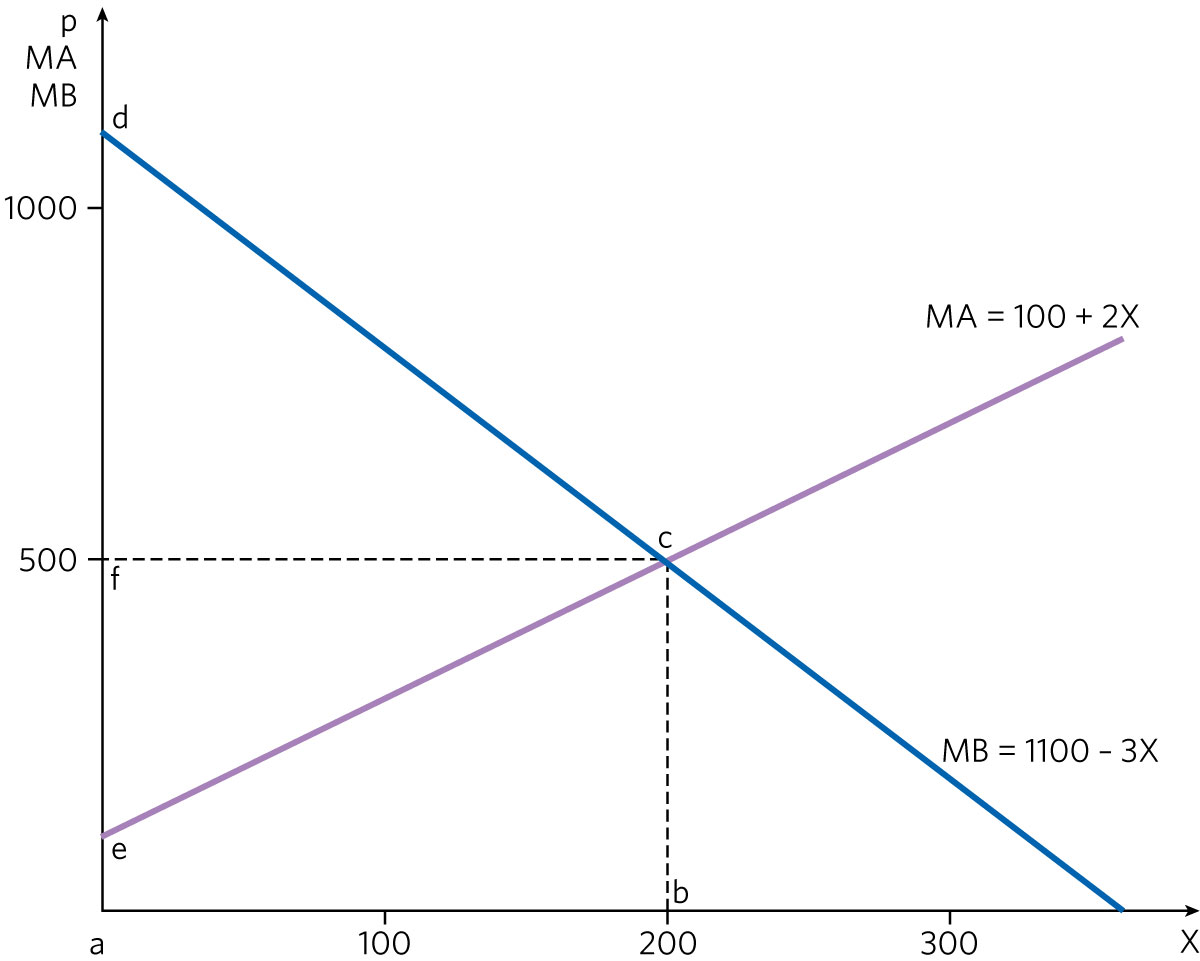 p
MA
MB
d
1000
MA = 100 + 2X
c
500
f
MB = 1100 - 3X
e
b
a
100
200
300
X